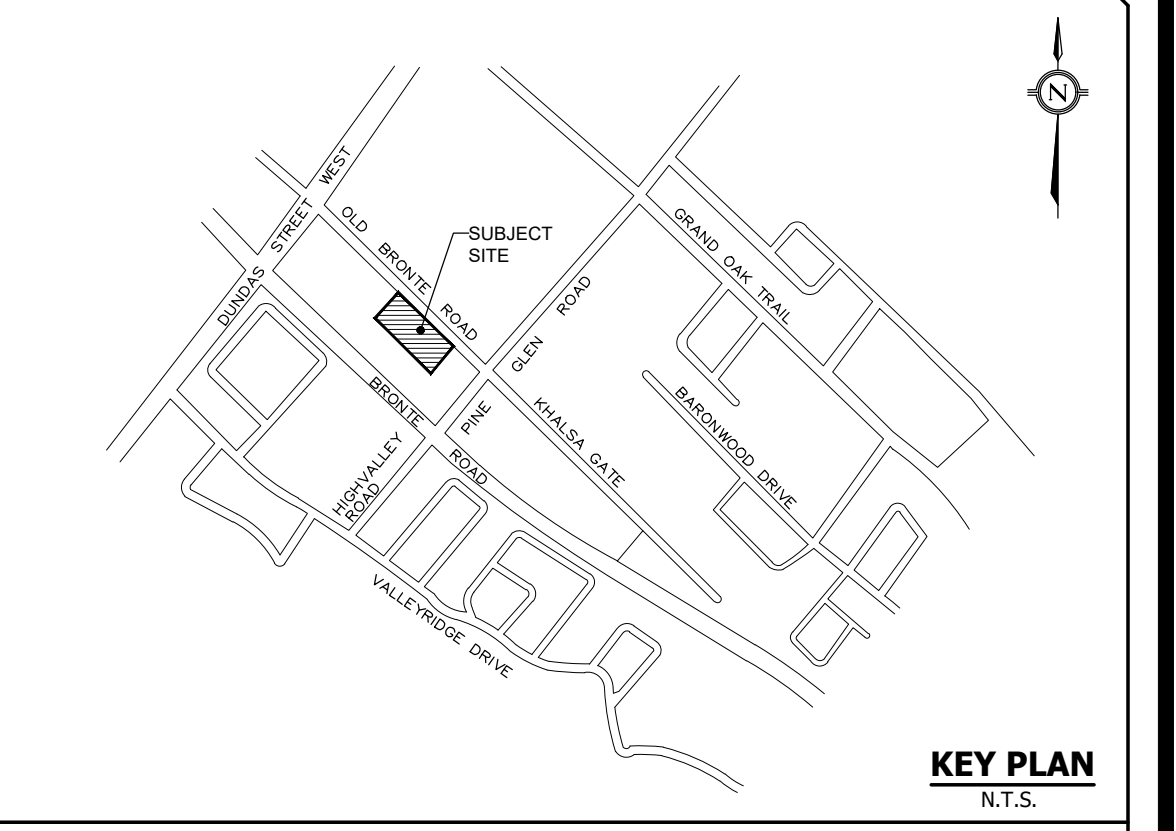 N
DUNDAS STREET WEST
OLD BRONTE ROAD
SUBJECT
SITE
GRAND OAK TRAIL
PINE GLEN ROAD
BRONTE ROAD
KHALSA GATE
BARONWOOD DRIVE
HIGHVALLEY
ROAD
VALLEYRIDGE DRIVE
KEY PLAN
N.T.S.